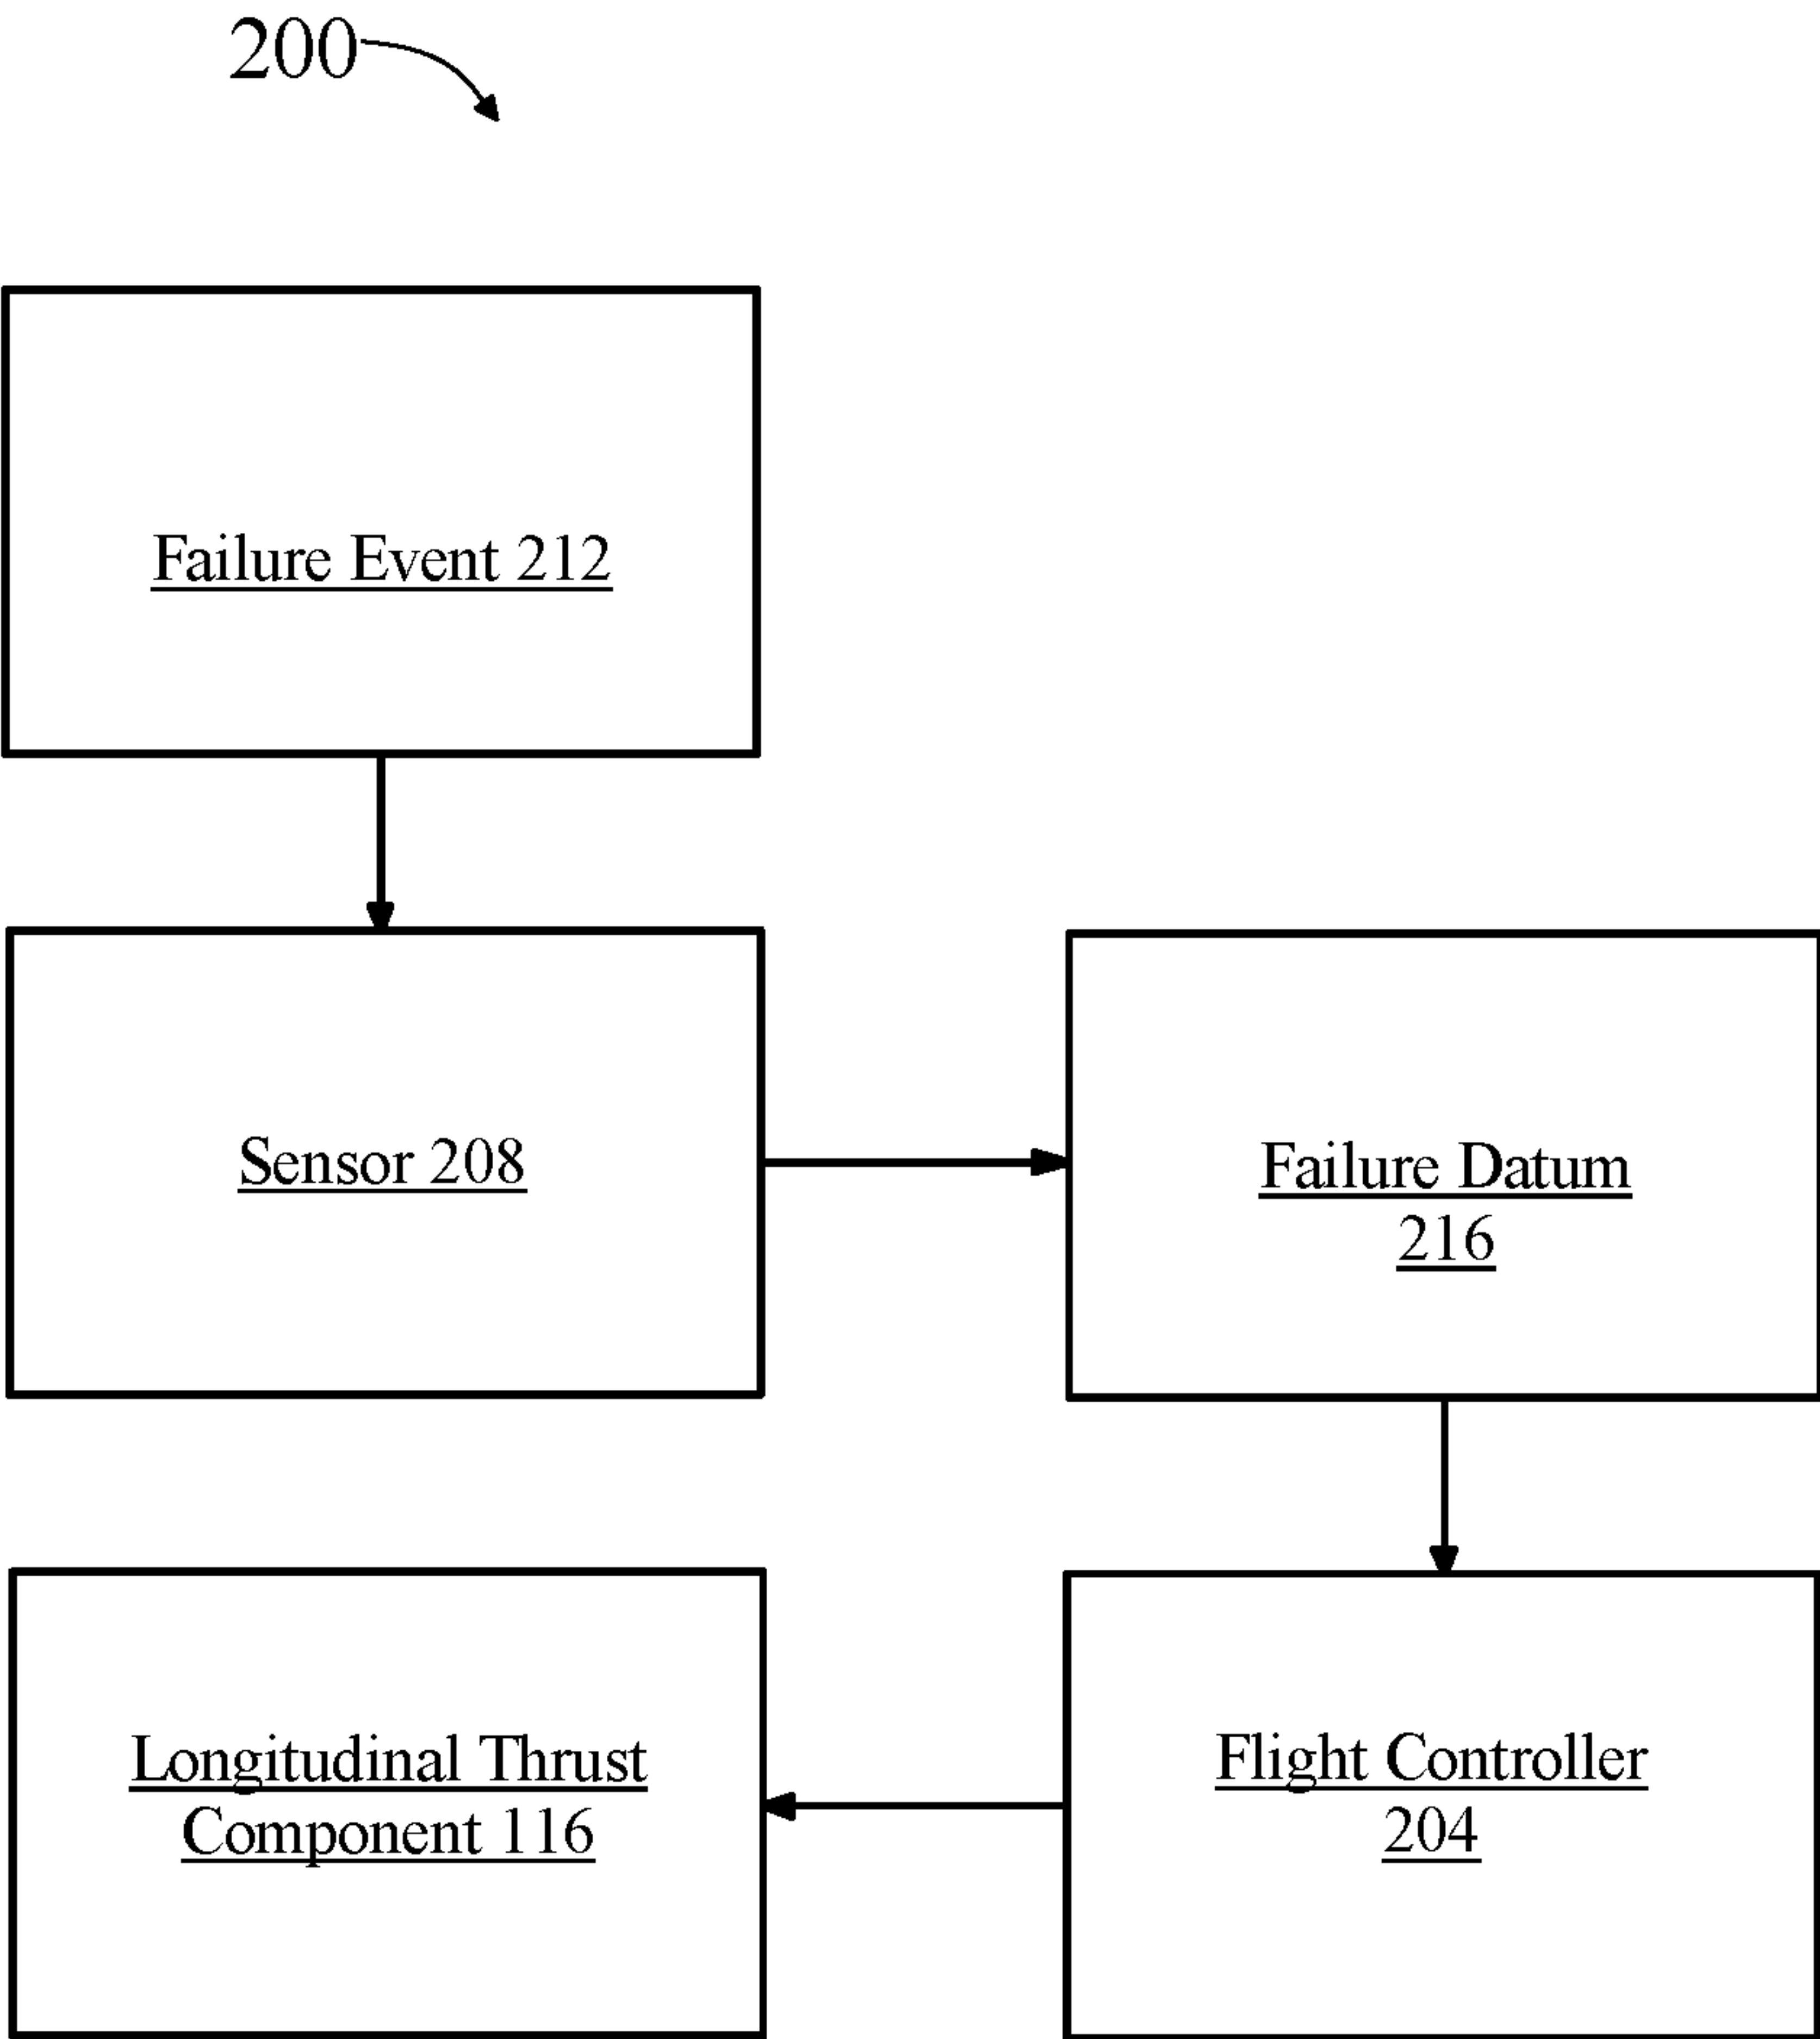 200
Failure Event 212
Sensor 208
Failure Datum
216
Longitudinal Thrust
Component 116
Flight Controller
204